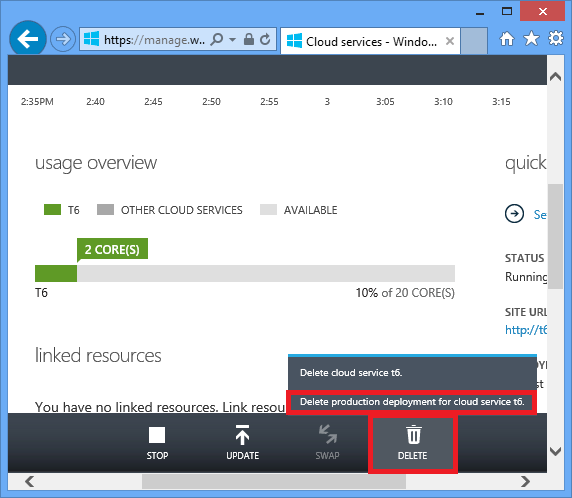 https://manage.w...
Cloud services - Windo...
2:35PM 2:40 2:45 2:50 2:55 3 3:05 3:10 3:15
usage overview
quick
T6 OTHER CLOUD SERVICES AVAILABLE
Se
2 CORE(S)
STATUS
T6 10% of 20 CORE(S)
Running
SITE URL
http://t6
linked resources
Delete cloud service t6.
Delete production deployment for cloud service t6.
You have no linked resources. Link resou
STOP UPDATE SWAP DELETE